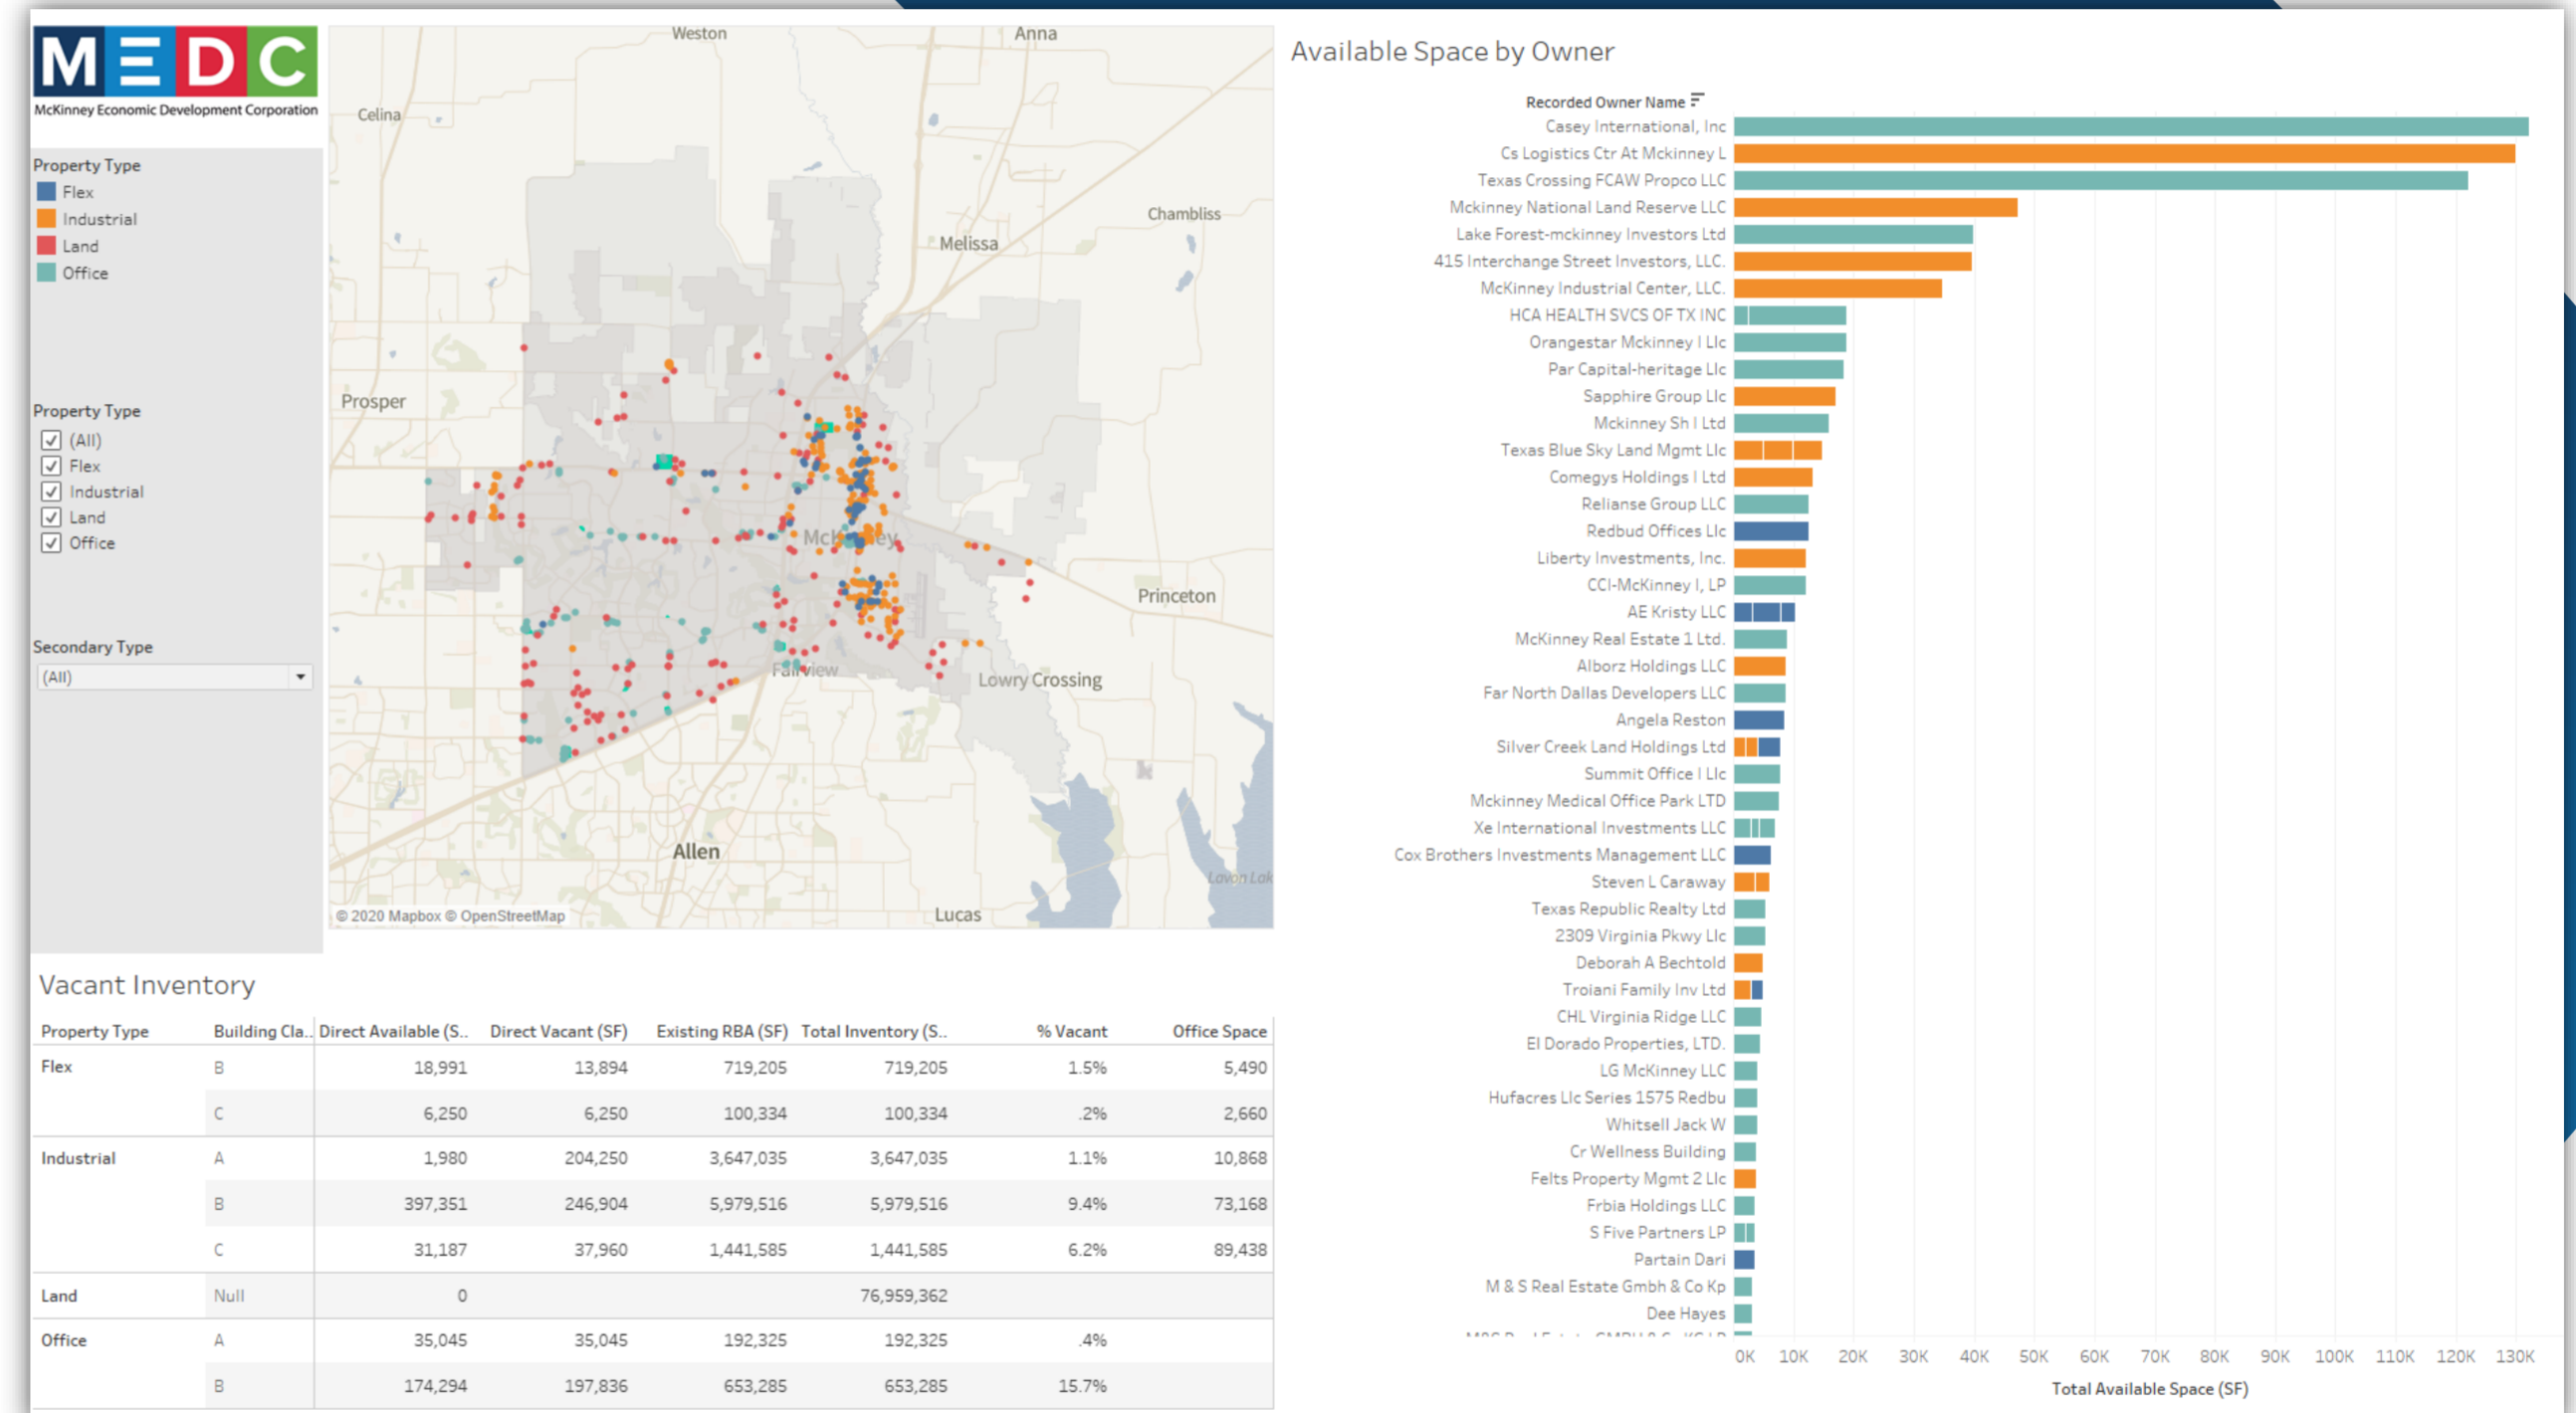 MEDC
McKinney Economic Development Corporation
Property Type
Flex
Industrial
Land
Office
Property Type
(All)
Flex
Industrial
Land
Office
Secondary Type
(All)
Weston
Anna
Celina
Chambliss
Melissa
Prosper
McKinney
Princeton
Fairview
Lowry Crossing
Allen
Lavon Lak
Lucas
© 2020 Mapbox © OpenStreetMap
Available Space by Owner
Recorded Owner Name
Casey International, Inc
Cs Logistics Ctr At Mckinney L
Texas Crossing FCAW Propco LLC
Mckinney National Land Reserve LLC
Lake Forest-mckinney Investors Ltd
415 Interchange Street Investors, LLC.
McKinney Industrial Center, LLC.
HCA HEALTH SVCS OF TX INC
Orangestar Mckinney I Llc
Par Capital-heritage Llc
Sapphire Group Llc
Mckinney Sh I Ltd
Texas Blue Sky Land Mgmt Llc
Comegys Holdings I Ltd
Relianse Group LLC
Redbud Offices Llc
Liberty Investments, Inc.
CCI-McKinney I, LP
AE Kristy LLC
McKinney Real Estate 1 Ltd.
Alborz Holdings LLC
Far North Dallas Developers LLC
Angela Reston
Silver Creek Land Holdings Ltd
Summit Office I Llc
Mckinney Medical Office Park LTD
Xe International Investments LLC
Cox Brothers Investments Management LLC
Steven L Caraway
Texas Republic Realty Ltd
2309 Virginia Pkwy Llc
Deborah A Bechtold
Troiani Family Inv Ltd
CHL Virginia Ridge LLC
El Dorado Properties, LTD.
LG McKinney LLC
Hufacres Llc Series 1575 Redbu
Whitsell Jack W
Cr Wellness Building
Felts Property Mgmt 2 Llc
Frbia Holdings LLC
S Five Partners LP
Partain Dari
M & S Real Estate Gmbh & Co Kp
Dee Hayes
0K 10K 20K 30K 40K 50K 60K 70K 80K 90K 100K 110K 120K 130K
Total Available Space (SF)
Vacant Inventory
Property Type Building Cla.. Direct Available (S.. Direct Vacant (SF) Existing RBA (SF) Total Inventory (S.. % Vacant Office Space
Flex B 18,991 13,894 719,205 719,205 1.5% 5,490
C 6,250 6,250 100,334 100,334 .2% 2,660
Industrial A 1,980 204,250 3,647,035 3,647,035 1.1% 10,868
B 397,351 246,904 5,979,516 5,979,516 9.4% 73,168
C 31,187 37,960 1,441,585 1,441,585 6.2% 89,438
Land Null 0 76,959,362
Office A 35,045 35,045 192,325 192,325 .4%
B 174,294 197,836 653,285 653,285 15.7%